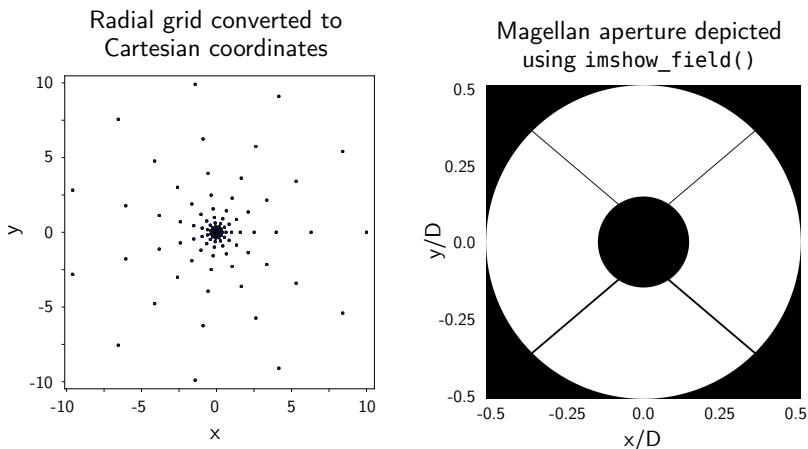 Radial grid converted to
Cartesian coordinates
10
5
0
-5
-10
y
-10
-5
0
5
10
x
Magellan aperture depicted
using imshow_field()
0.5
0.25
0.0
-0.25
-0.5
y/D
-0.5
-0.25
0.0
0.25
0.5
x/D